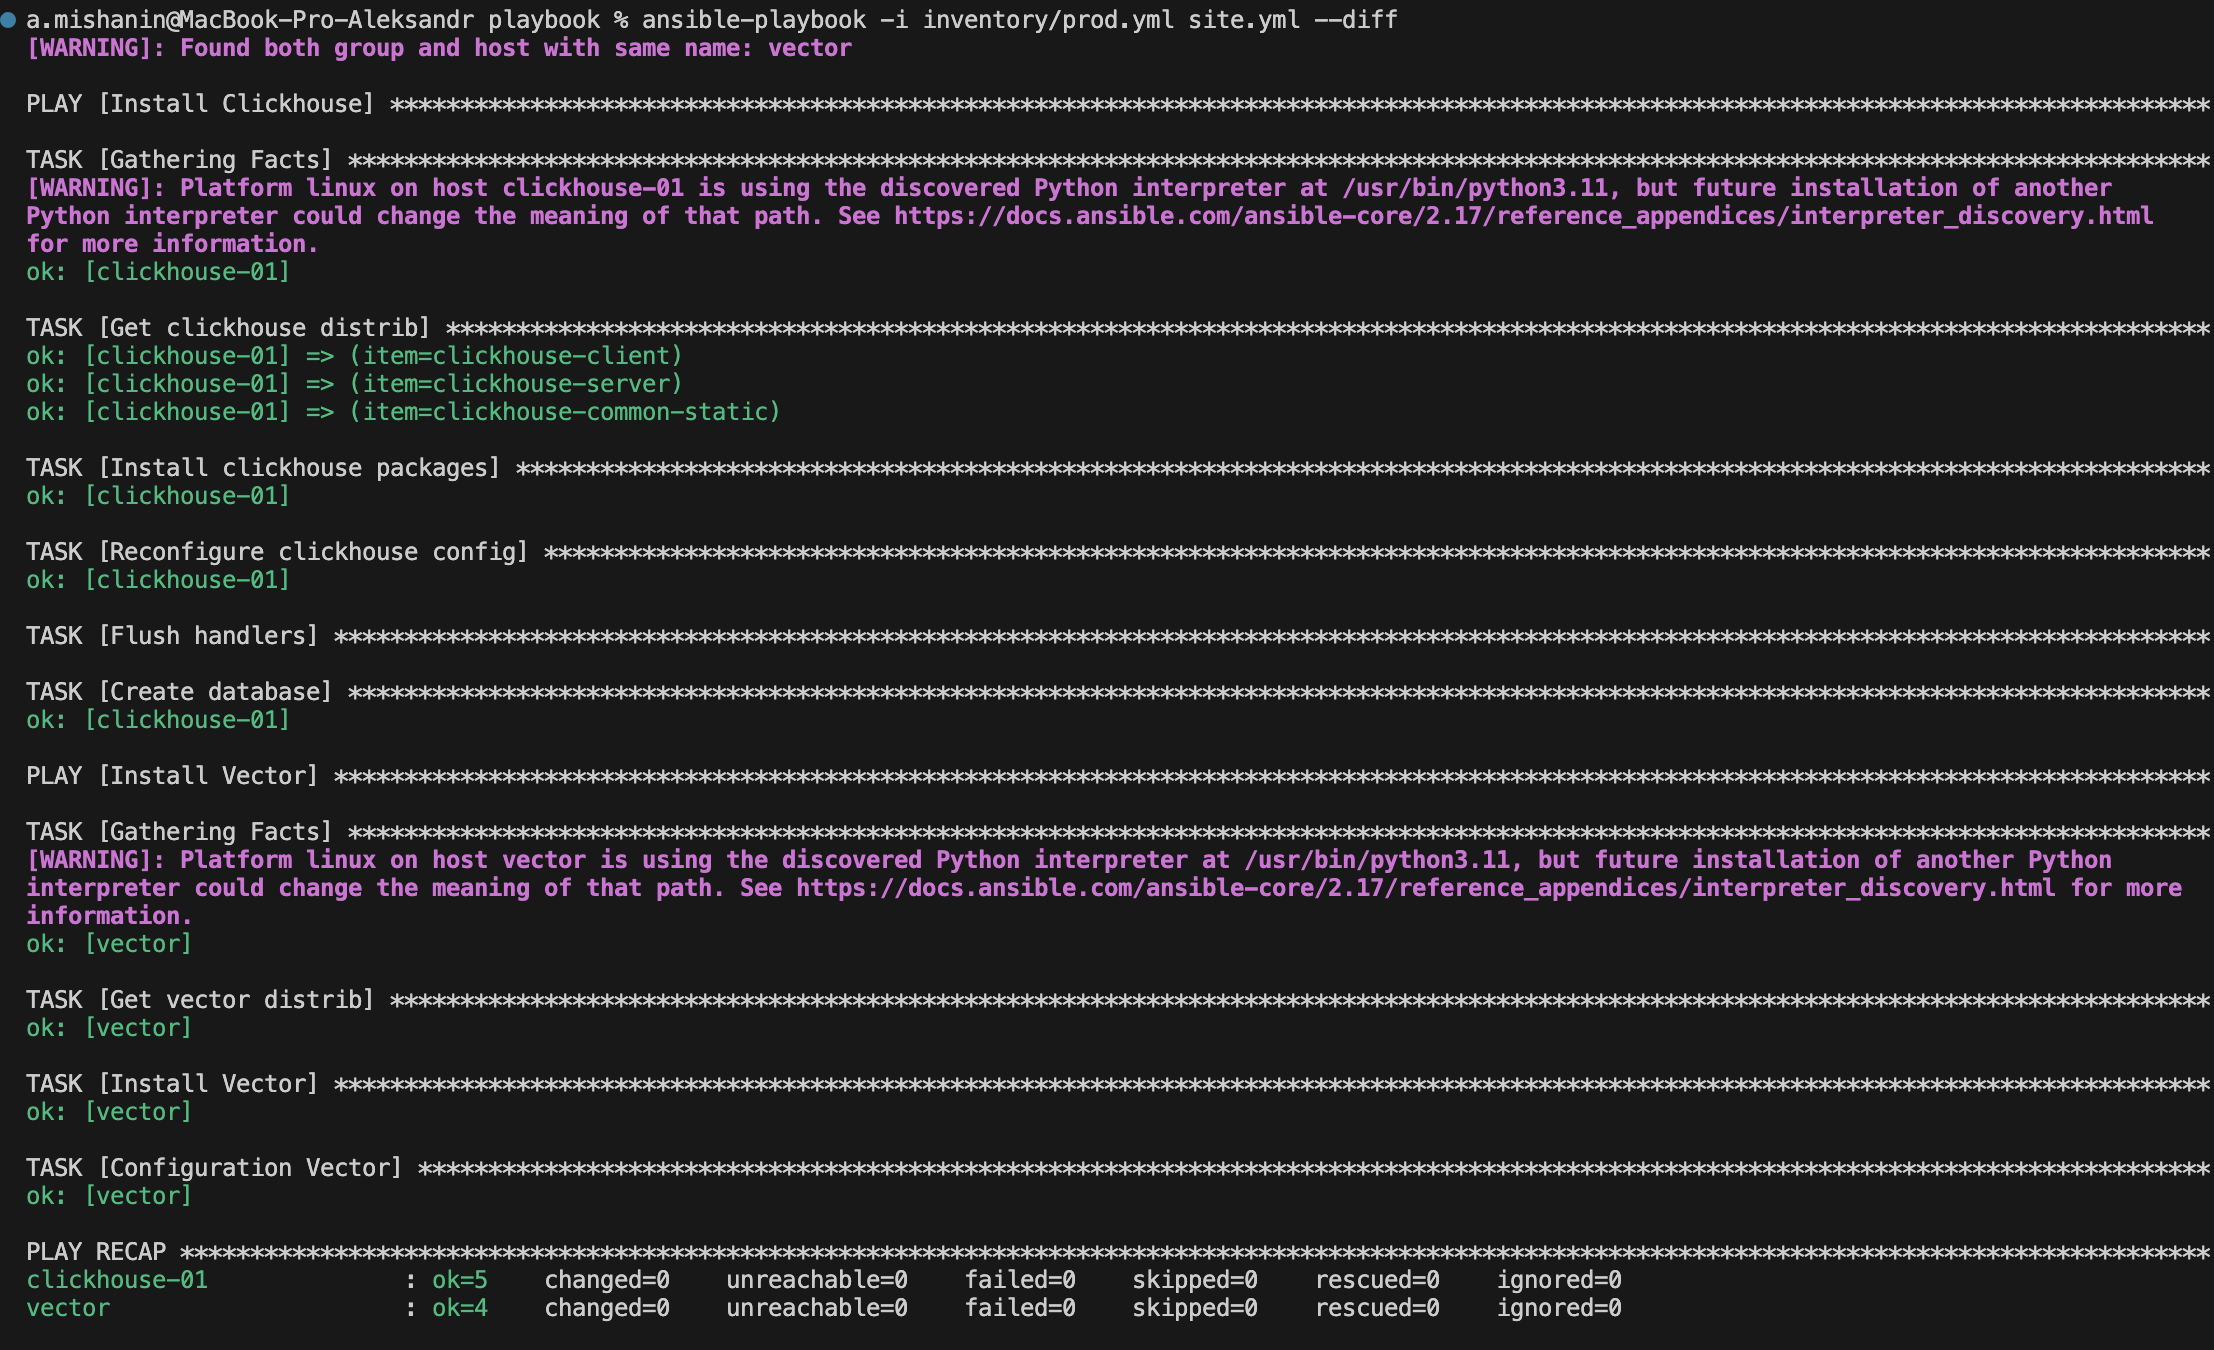 a.mishanin@MacBook-Pro-Aleksandr playbook % ansible-playbook -i inventory/prod.yml site.yml --diff
[WARNING]: Found both group and host with same name: vector
PLAY [Install Clickhouse] **********************************************************************************************************************************
TASK [Gathering Facts] *************************************************************************************************************************************
[WARNING]: Platform linux on host clickhouse-01 is using the discovered Python interpreter at /usr/bin/python3.11, but future installation of another
Python interpreter could change the meaning of that path. See https://docs.ansible.com/ansible-core/2.17/reference_appendices/interpreter_discovery.html
for more information.
ok: [clickhouse-01]
TASK [Get clickhouse distrib] ******************************************************************************************************************************
ok: [clickhouse-01] => (item=clickhouse-client)
ok: [clickhouse-01] => (item=clickhouse-server)
ok: [clickhouse-01] => (item=clickhouse-common-static)
TASK [Install clickhouse packages] *************************************************************************************************************************
ok: [clickhouse-01]
TASK [Reconfigure clickhouse config] ***********************************************************************************************************************
ok: [clickhouse-01]
TASK [Flush handlers] **************************************************************************************************************************************
TASK [Create database] *************************************************************************************************************************************
ok: [clickhouse-01]
PLAY [Install Vector] **************************************************************************************************************************************
TASK [Gathering Facts] *************************************************************************************************************************************
[WARNING]: Platform linux on host vector is using the discovered Python interpreter at /usr/bin/python3.11, but future installation of another Python
interpreter could change the meaning of that path. See https://docs.ansible.com/ansible-core/2.17/reference_appendices/interpreter_discovery.html for more
information.
ok: [vector]
TASK [Get vector distrib] **********************************************************************************************************************************
ok: [vector]
TASK [Install Vector] **************************************************************************************************************************************
ok: [vector]
TASK [Configuration Vector] ********************************************************************************************************************************
ok: [vector]
PLAY RECAP *************************************************************************************************************************************************
clickhouse-01              : ok=5    changed=0    unreachable=0    failed=0    skipped=0    rescued=0    ignored=0
vector                     : ok=4    changed=0    unreachable=0    failed=0    skipped=0    rescued=0    ignored=0